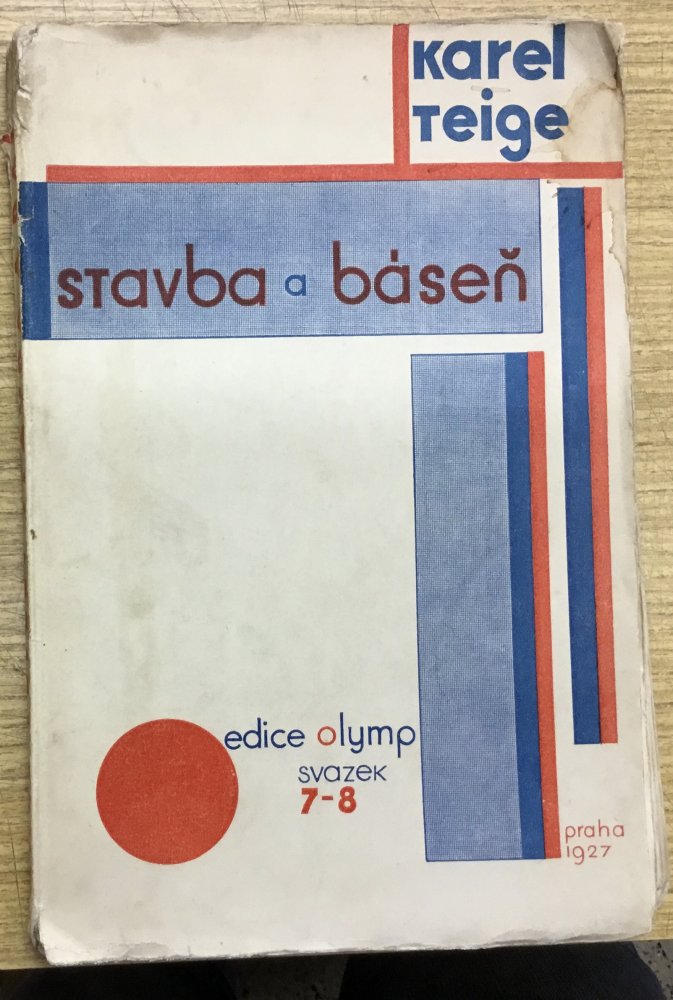 Karel
Teige
stavba a báseň
edice olymp
svazek
7-8
praha
1927